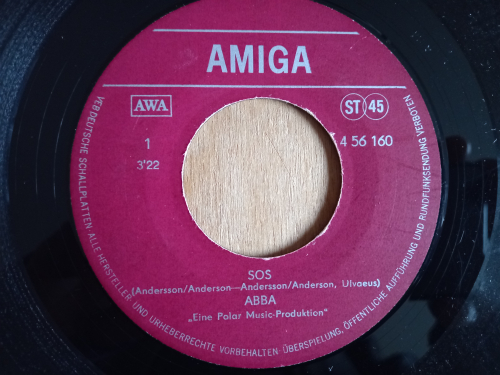 AMIGA
AWA
ST 45
1
3'22
4 56 160
SOS
(Andersson/Anderson—Andersson/Anderson, Ulvaeus)
ABBA
„Eine Polar Music-Produktion"
VEB DEUTSCHE SCHALLPLATTEN ALLE HERSTELLER- UND URHEBERRECHTE VORBEHALTEN ÜBERSPIELUNG, ÖFFENTLICHE AUFFÜHRUNG UND RUNDFUNKSENDUNG VERBOTEN